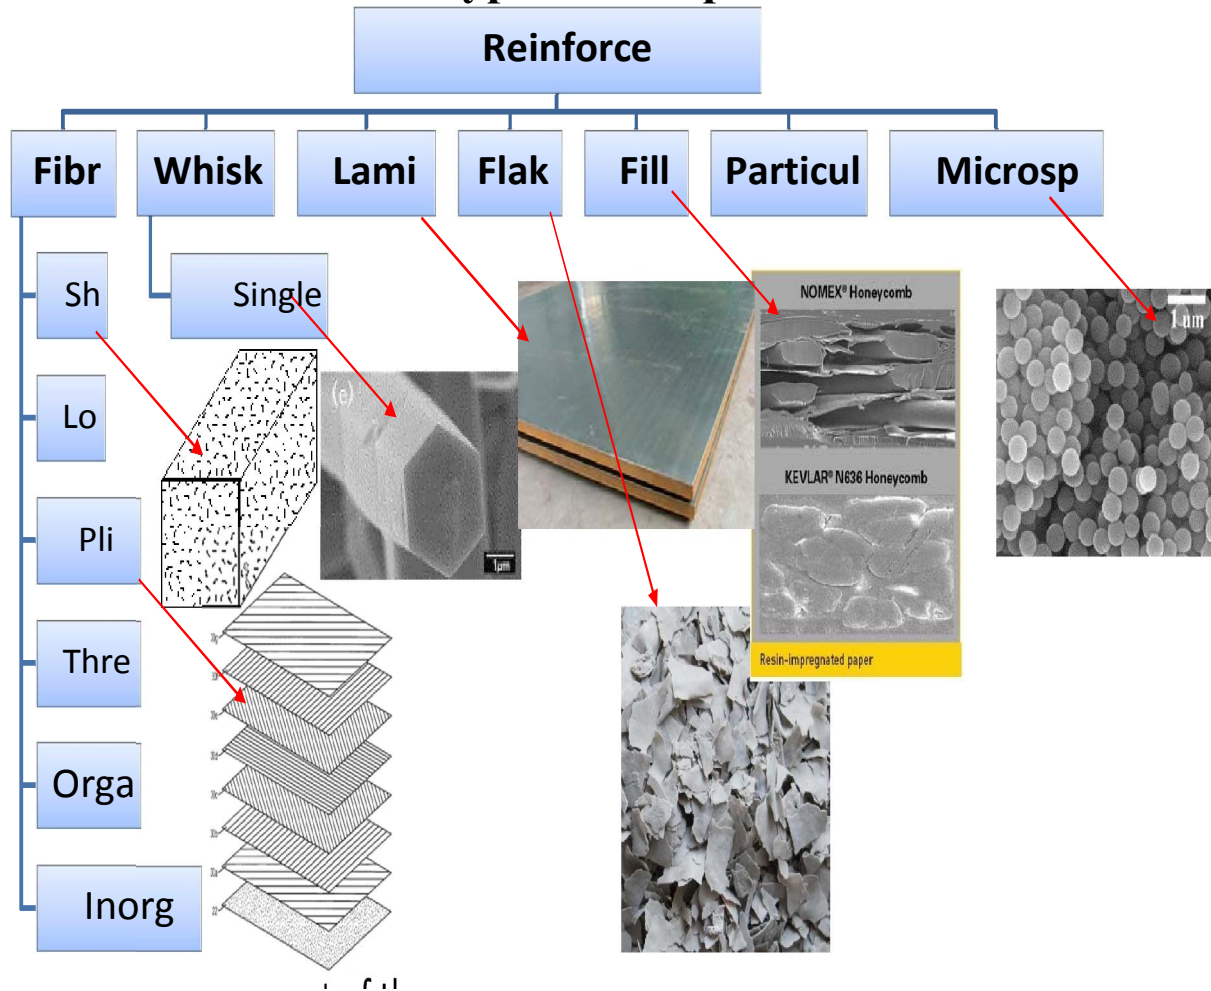 Reinforce
Fibr
Whisk
Lami
Flak
Fill
Particul
Microsp
Sh
Single
Lo
Pli
Thre
Orga
Inorg
(e)
1μm
NOMEX® Honeycomb
KEVLAR® N636 Honeycomb
Resin-impregnated paper
1 um